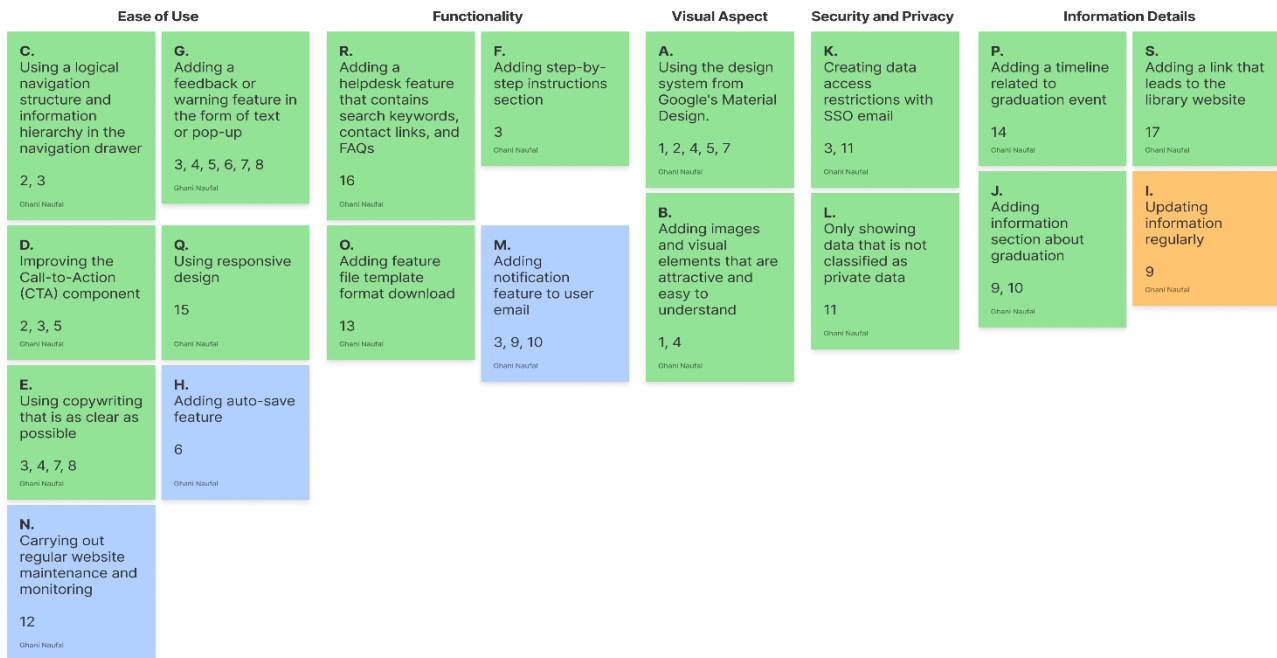 Ease of Use
C.
Using a logical
navigation
structure and
information
hierarchy in the
navigation drawer
2, 3
Ghani Naufal
G.
Adding a
feedback or
warning feature in
the form of text
or pop-up
3, 4, 5, 6, 7, 8
Ghani Naufal
D.
Improving the
Call-to-Action
(CTA) component
2, 3, 5
Ghani Naufal
Q.
Using responsive
design
15
Ghani Naufal
E.
Using copywriting
that is as clear as
possible
3, 4, 7, 8
Ghani Naufal
H.
Adding auto-save
feature
6
Ghani Naufal
N.
Carrying out
regular website
maintenance and
monitoring
12
Ghani Naufal
Functionality
R.
Adding a
helpdesk feature
that contains
search keywords,
contact links, and
FAQs
16
Ghani Naufal
F.
Adding step-by-
step instructions
section
3
Ghani Naufal
O.
Adding feature
file template
format download
13
Ghani Naufal
M.
Adding
notification
feature to user
email
3, 9, 10
Ghani Naufal
Visual Aspect
A.
Using the design
system from
Google's Material
Design.
1, 2, 4, 5, 7
Ghani Naufal
B.
Adding images
and visual
elements that are
attractive and
easy to
understand
1, 4
Ghani Naufal
Security and Privacy
K.
Creating data
access
restrictions with
SSO email
3, 11
Ghani Naufal
L.
Only showing
data that is not
classified as
private data
11
Ghani Naufal
Information Details
P.
Adding a timeline
related to
graduation event
14
Ghani Naufal
S.
Adding a link that
leads to the
library website
17
Ghani Naufal
J.
Adding
information
section about
graduation
9, 10
Ghani Naufal
I.
Updating
information
regularly
9
Ghani Naufal